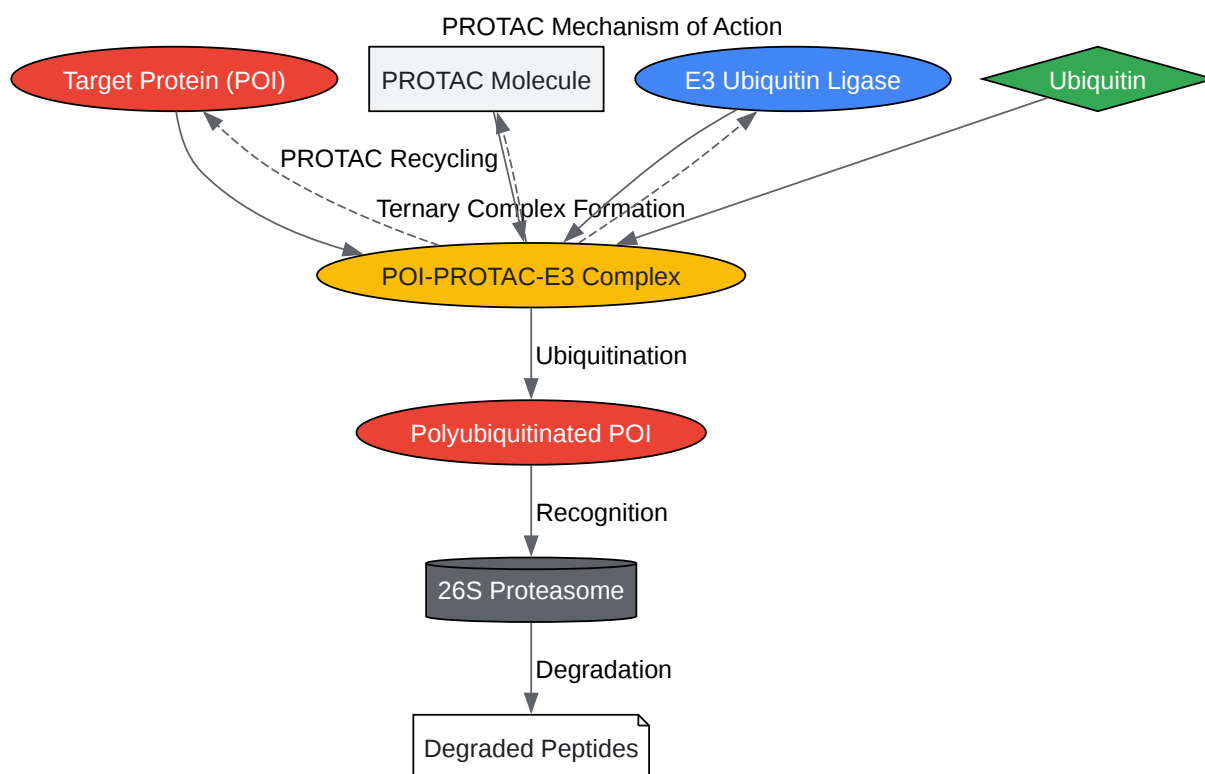 PROTAC Mechanism of Action
Target Protein (POI)
PROTAC Molecule
E3 Ubiquitin Ligase
Ubiquitin
PROTAC Recycling
Ternary Complex Formation
POI-PROTAC-E3 Complex
Ubiquitination
Polyubiquitinated POI
Recognition
26S Proteasome
Degradation
Degraded Peptides